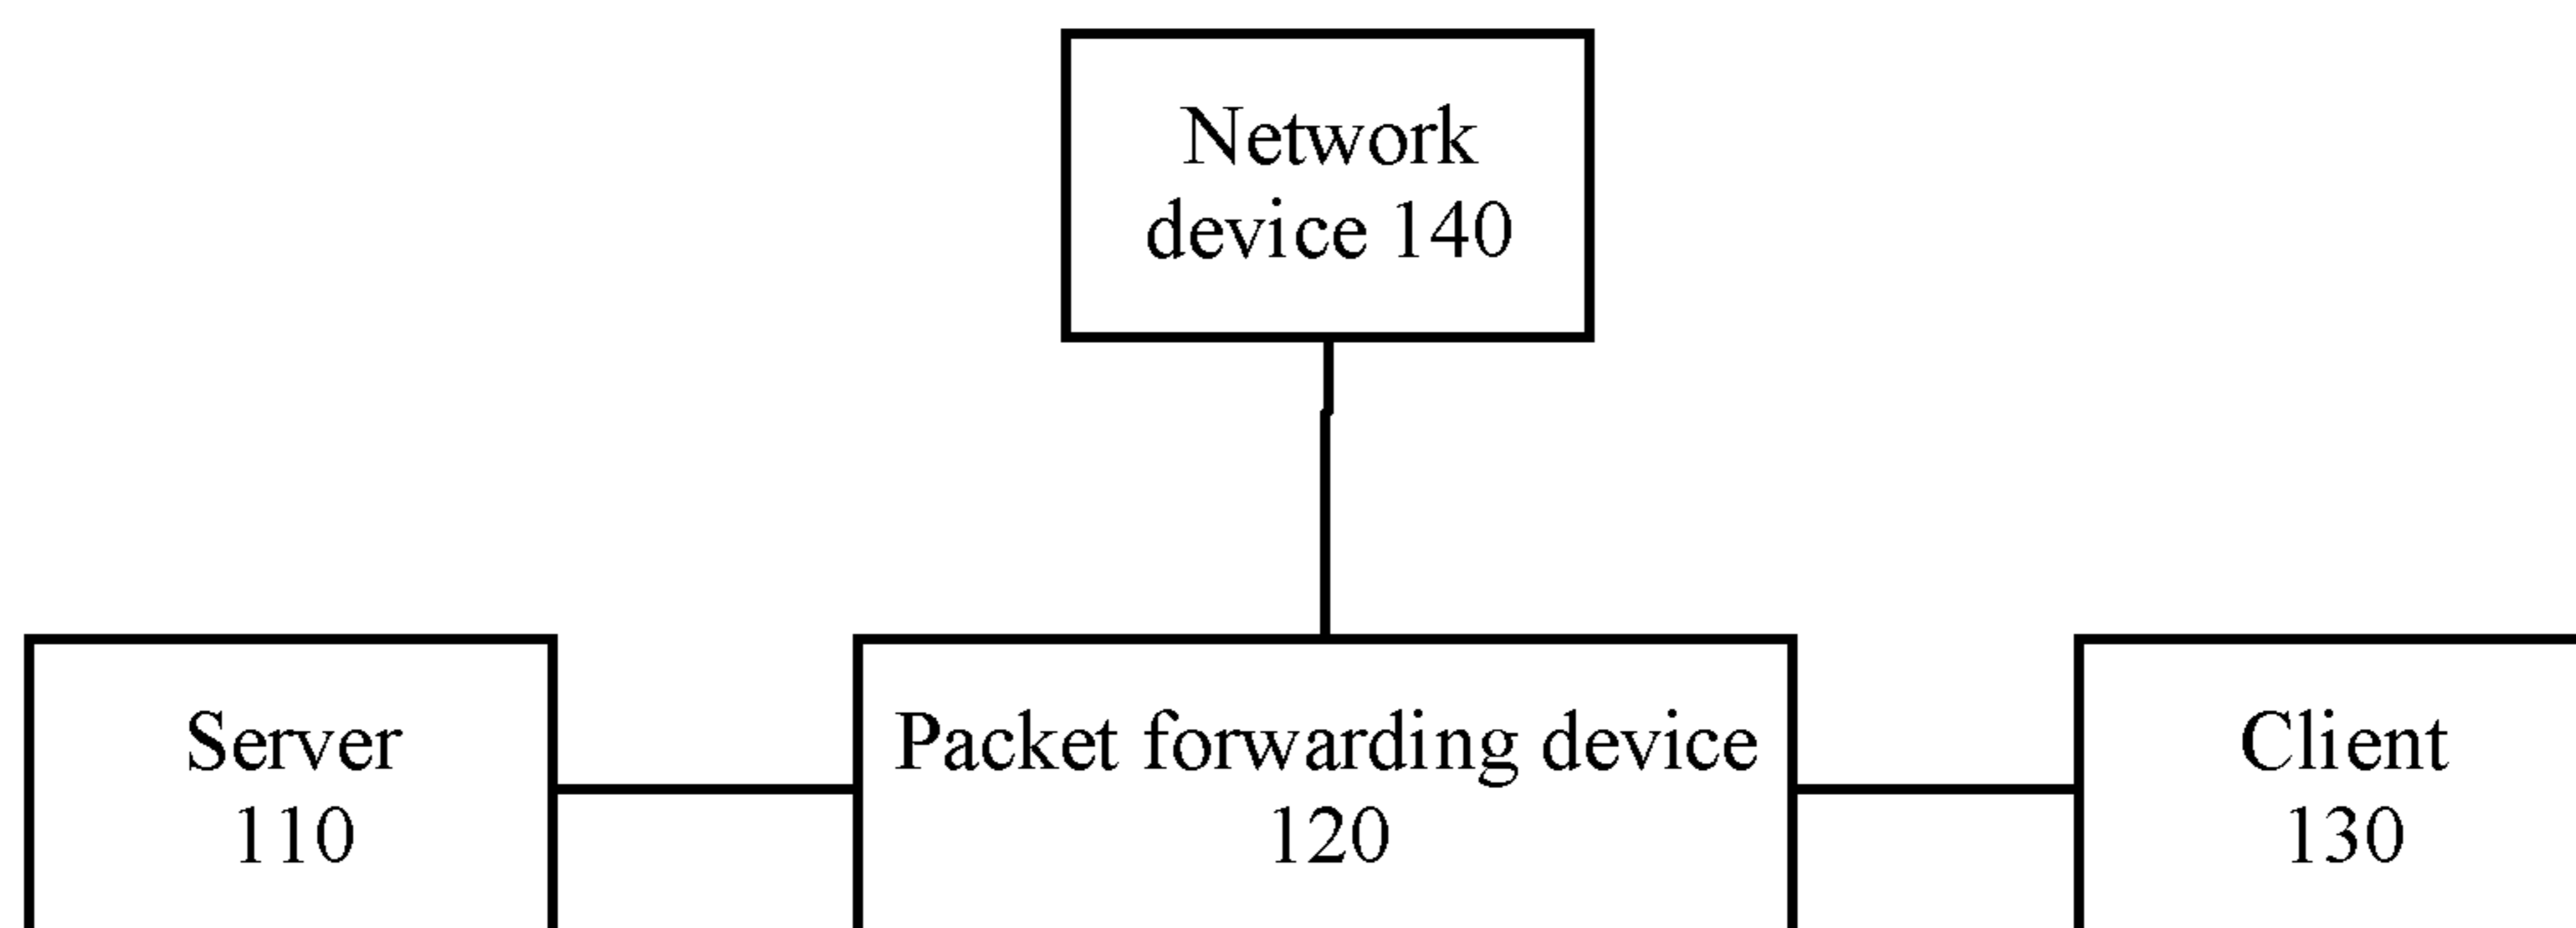 Network
device 140
Server
110
Packet forwarding device
120
Client
130